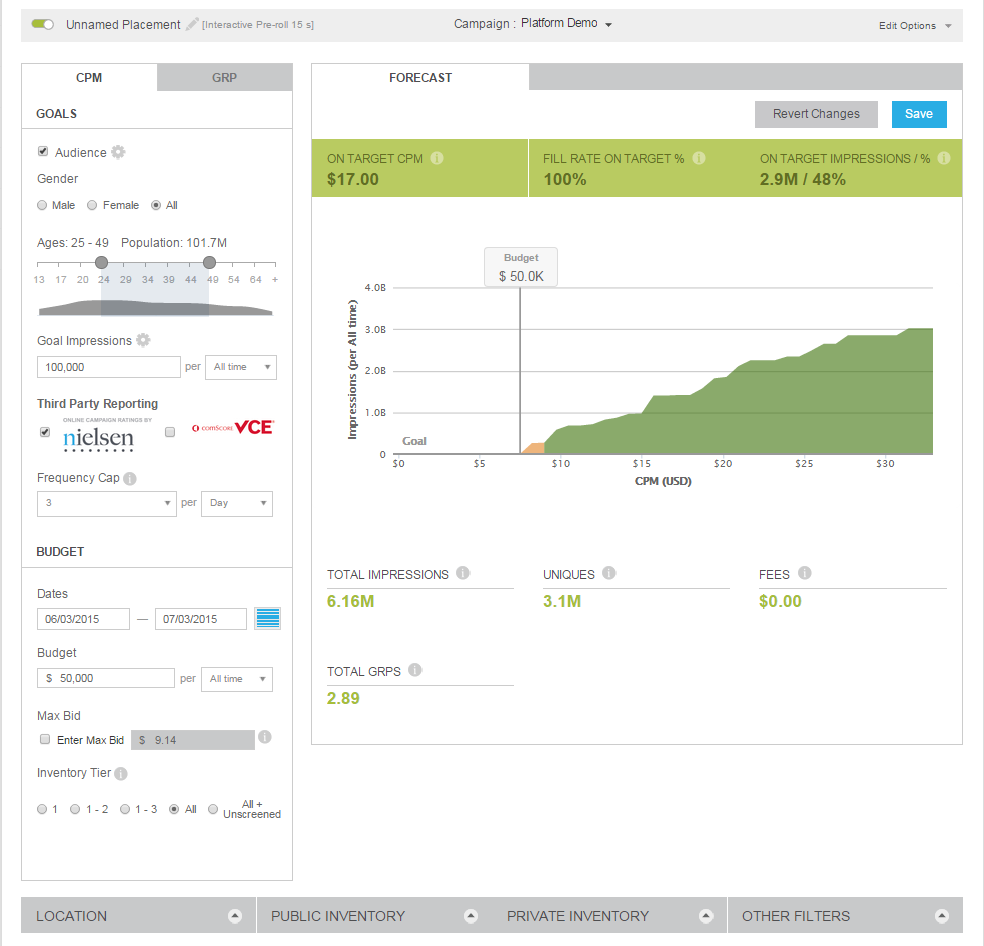 Unnamed Placement [Interactive Pre-roll 15 s] Campaign : Platform Demo Edit Options
CPM GRP
GOALS
Audience
Gender
Male Female All
Ages: 25 - 49 Population: 101.7M
13 17 20 24 29 34 39 44 49 54 64 +
Goal Impressions
100,000 per All time
Third Party Reporting
ONLINE CAMPAIGN RATINGS BY
nielsen
comSCORE VCE
Frequency Cap
3 per Day
BUDGET
Dates
06/03/2015 — 07/03/2015
Budget
$ 50,000 per All time
Max Bid
Enter Max Bid $ 9.14
Inventory Tier
1 1 - 2 1 - 3 All All +
Unscreened
FORECAST
Revert Changes Save
ON TARGET CPM FILL RATE ON TARGET % ON TARGET IMPRESSIONS / %
$17.00 100% 2.9M / 48%
Budget
$ 50.0K
Impressions (per All time)
4.0B
3.0B
2.0B
1.0B
0
Goal
$0 $5 $10 $15 $20 $25 $30
CPM (USD)
TOTAL IMPRESSIONS UNIQUES FEES
6.16M 3.1M $0.00
TOTAL GRPS
2.89
LOCATION PUBLIC INVENTORY PRIVATE INVENTORY OTHER FILTERS